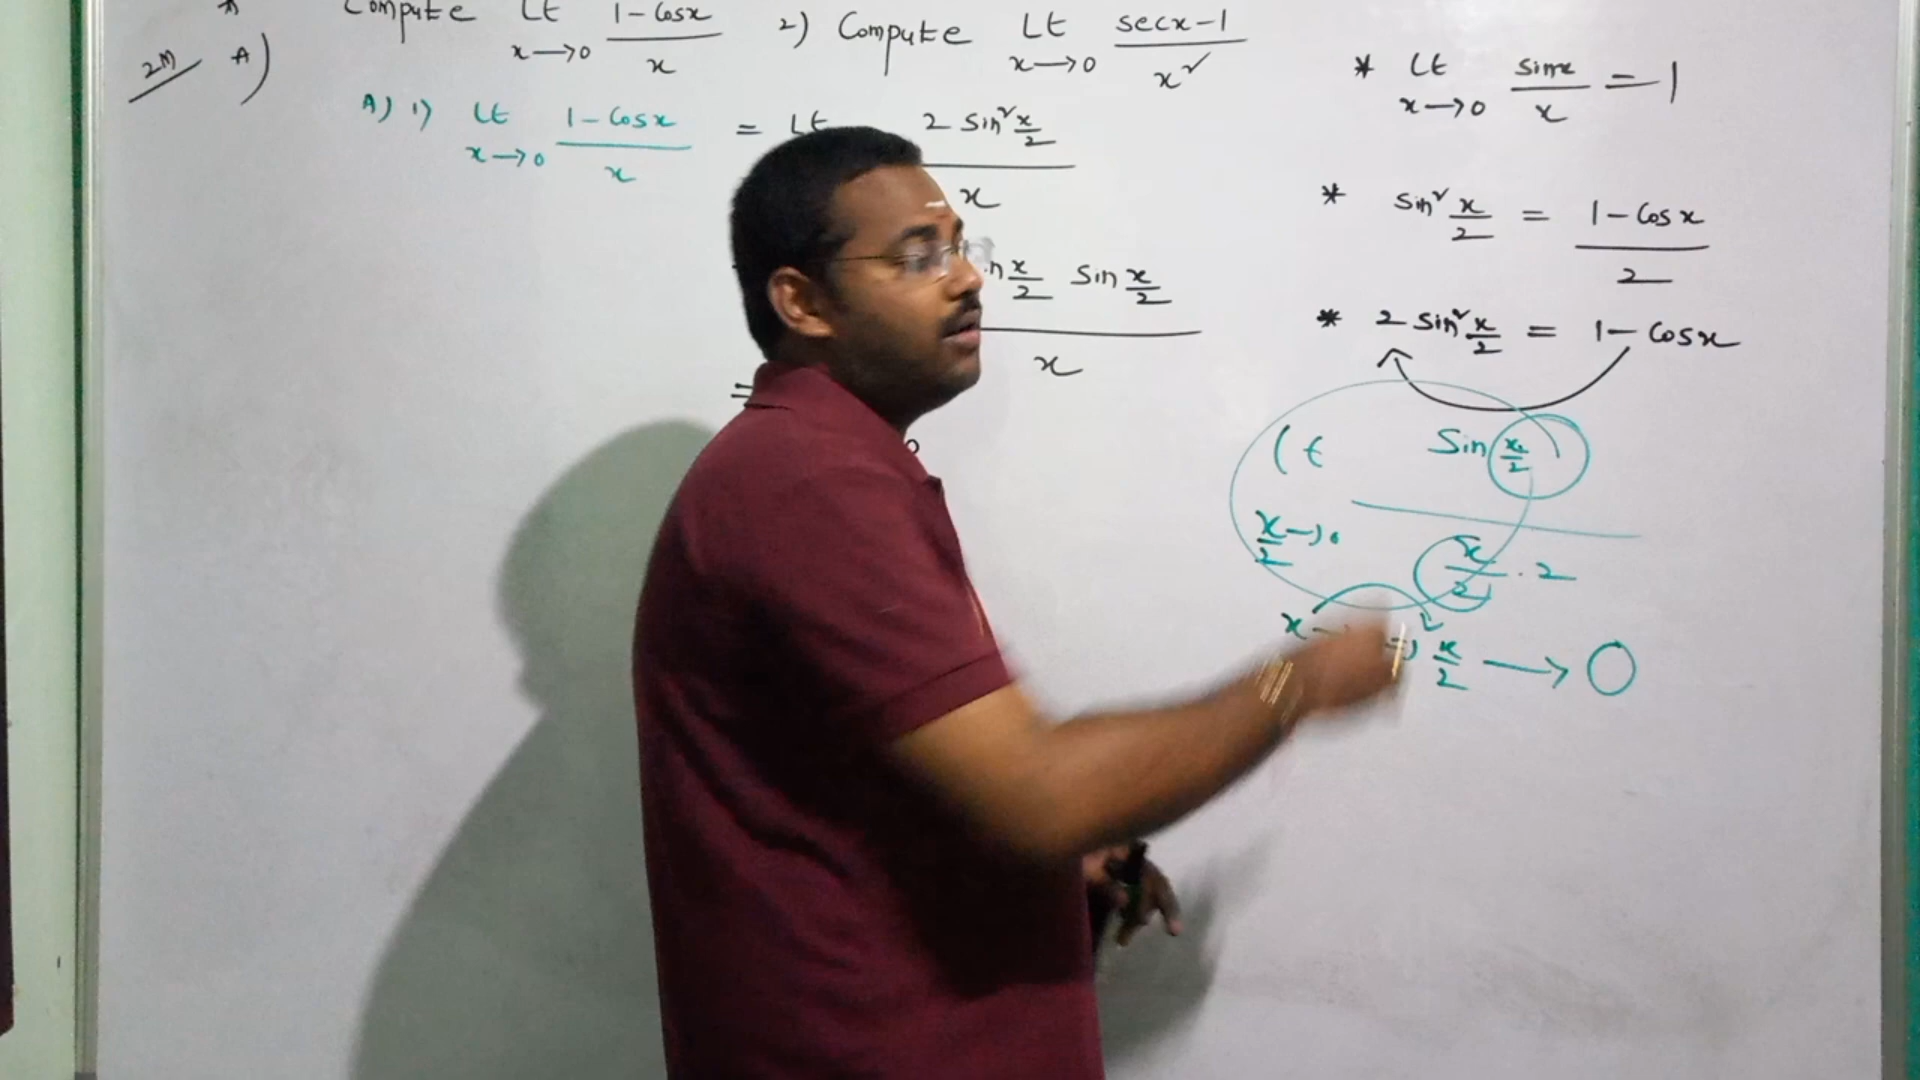 Compute Lt x→0 1-Cosx/x 2) Compute Lt x→0 secx-1/x²
2M A)
A) 1) Lt x→0 1-Cosx/x = Lt 2 Sin² x/2 / x
x/2 Sin x/2 / x
=
* Lt x→0 sinx/x = 1
* Sin² x/2 = 1-Cosx/2
* 2 Sin² x/2 = 1-Cosx
Lt x/2→0 Sin x/2 / x/2 . 2
x→ ⇒ x/2 → 0